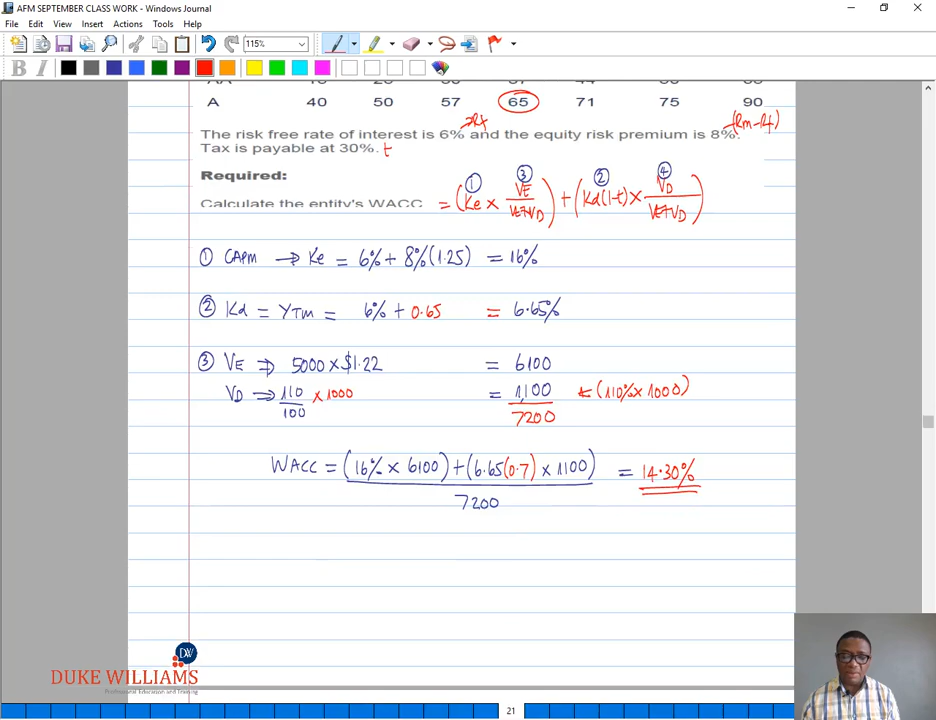 AFM SEPTEMBER CLASS WORK - Windows Journal
File Edit View Insert Actions Tools Help
115%
B I
A 40 50 57 65 71 75 90
→Rf (Rm-Rf)
The risk free rate of interest is 6% and the equity risk premium is 8%.
Tax is payable at 30%. t
Required:
① ③ ② ④
Calculate the entity's WACC = (Ke × VE/VE+VD) + (Kd(1-t) × VD/VE+VD)
① CAPM → Ke = 6% + 8%(1.25) = 16%
② Kd = YTM = 6% + 0.65 = 6.65%
③ VE ⇒ 5000 × $1.22 = 6100
VD ⇒ 110/100 × 1000 = 1,100 ← (110% × 1000)
7200
WACC = (16% × 6100) + (6.65(0.7) × 1100) = 14.30%
7200
DW
DUKE WILLIAMS
Professional Education and Training
21